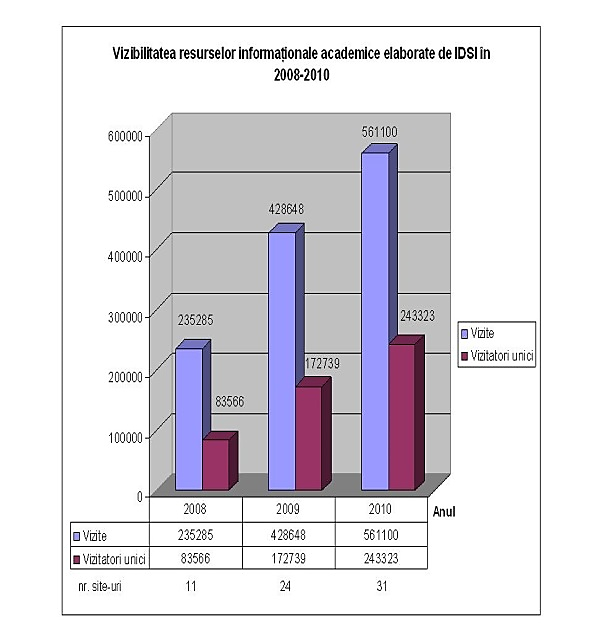 Vizibilitatea resurselor informaționale academice elaborate de IDSI în
2008-2010
600000
500000
400000
300000
200000
100000
0
561100
428648
235285
243323
172739
83566
Vizite
Vizitatori unici
2008 2009 2010 Anul
Vizite 235285 428648 561100
Vizitatori unici 83566 172739 243323
nr. site-uri 11 24 31